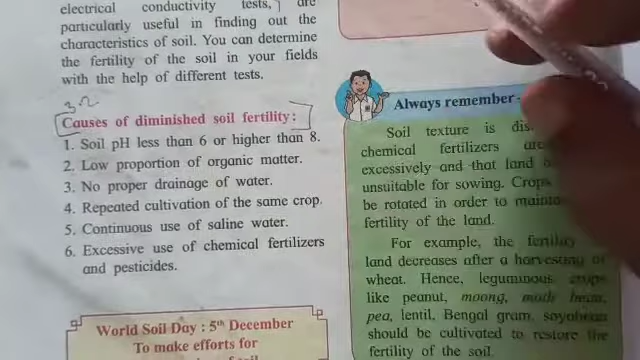 electrical conductivity tests, are
particularly useful in finding out the
characteristics of soil. You can determine
the fertility of the soil in your fields
with the help of different tests.
Causes of diminished soil fertility:
1. Soil pH less than 6 or higher than 8.
2. Low proportion of organic matter.
3. No proper drainage of water.
4. Repeated cultivation of the same crop.
5. Continuous use of saline water.
6. Excessive use of chemical fertilizers
and pesticides.
World Soil Day : 5th December
To make efforts for
Always remember -
Soil texture is
chemical fertilizers are
excessively and that land
unsuitable for sowing. Crops
be rotated in order to
fertility of the land.
For example, the fertility
land decreases after a harvesting of
wheat. Hence, leguminous crops
like peanut, moong, moth bean,
pea, lentil, Bengal gram, soyabean
should be cultivated to restore the
fertility of the soil.